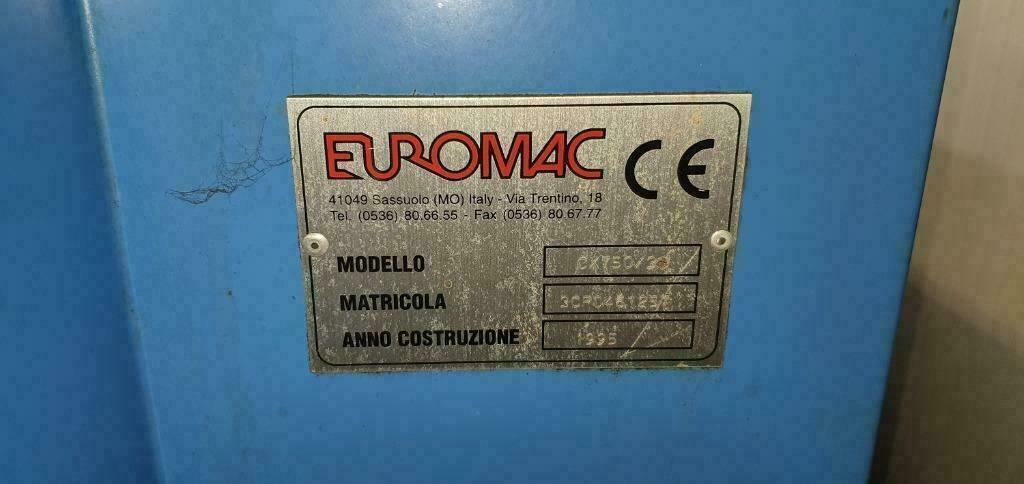 EUROMAC CE
41049 Sassuolo (MO) Italy - Via Trentino, 18
Tel. (0536) 80.66.55 - Fax (0536) 80.67.77
MODELLO
MATRICOLA
ANNO COSTRUZIONE 1995